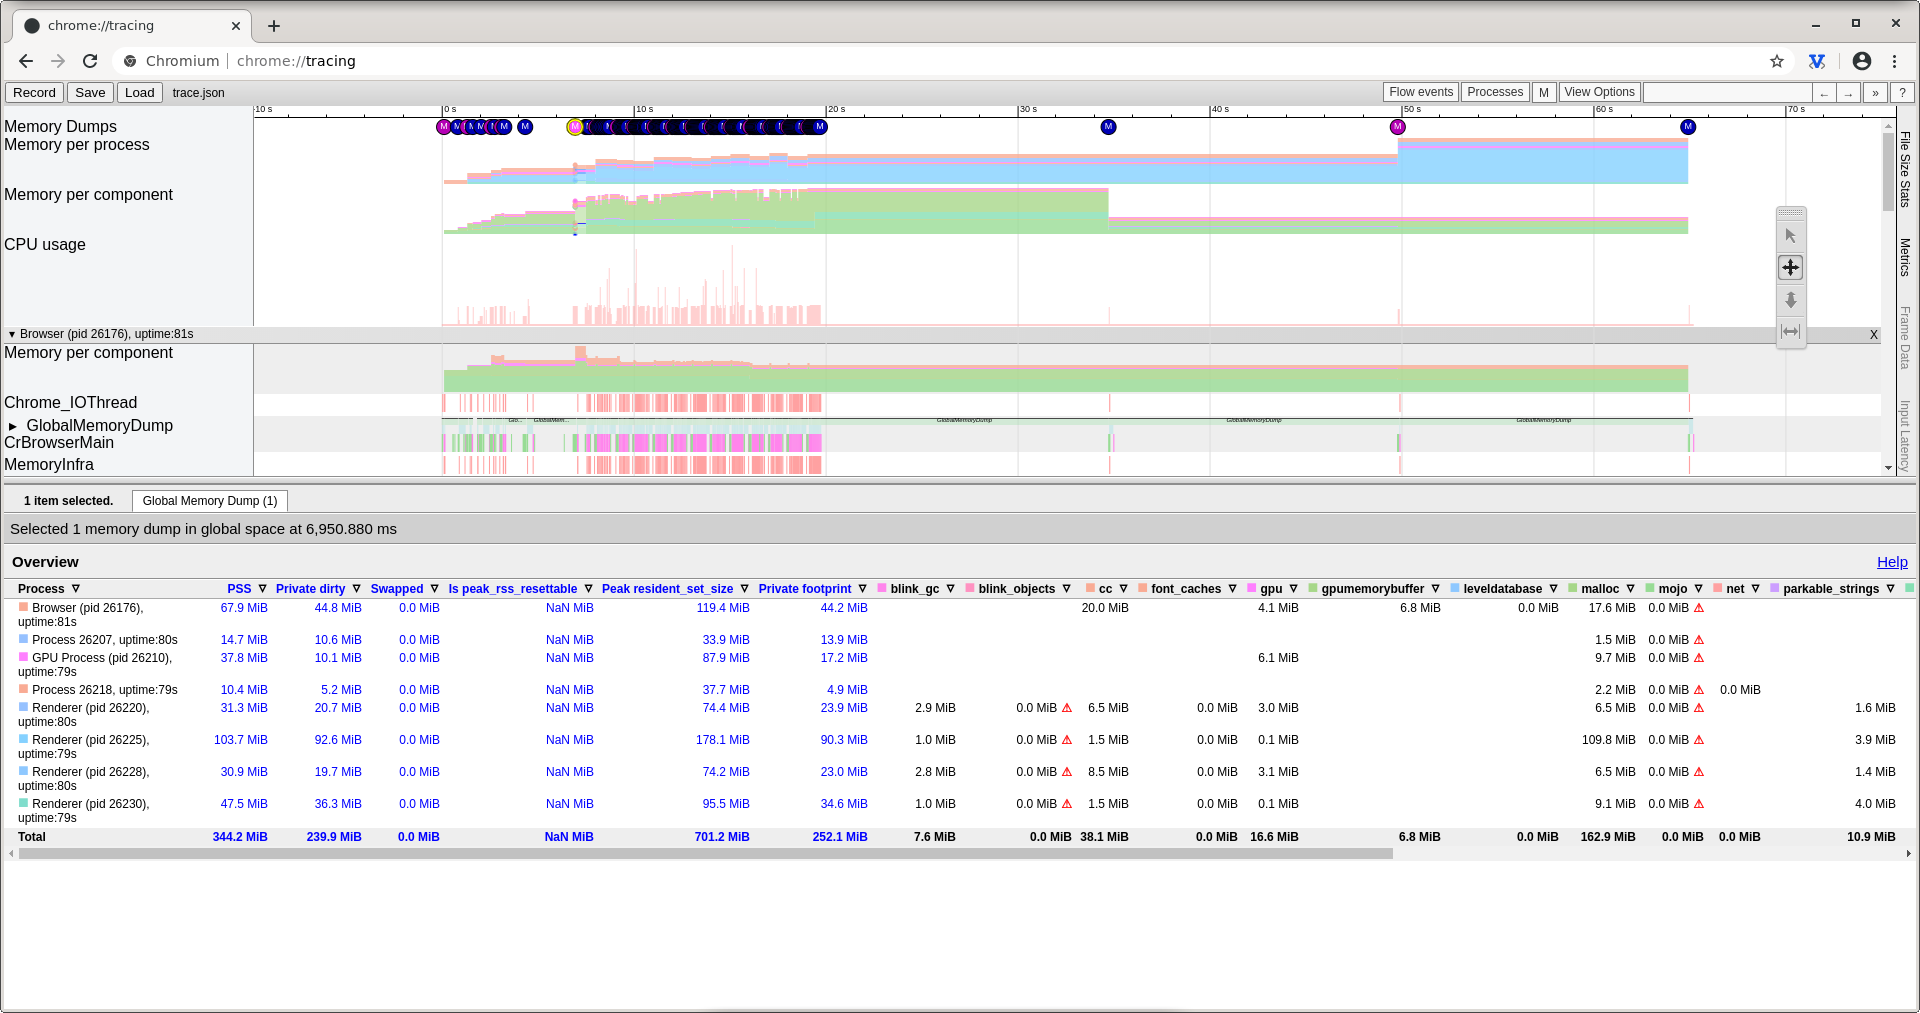 chrome://tracing
Chromium | chrome://tracing
Record Save Load trace.json Flow events Processes M View Options ← → » ?
-10 s 0 s 10 s 20 s 30 s 40 s 50 s 60 s 70 s
Memory Dumps M M M M M M M M M M M M
Memory per process
Memory per component
CPU usage
▼ Browser (pid 26176), uptime:81s X
Memory per component
Chrome_IOThread
▶ GlobalMemoryDump Glo... GlobalMem... GlobalMemoryDump GlobalMemoryDump GlobalMemoryDump
CrBrowserMain
MemoryInfra
File Size Stats
Metrics
Frame Data
Input Latency
1 item selected. Global Memory Dump (1)
Selected 1 memory dump in global space at 6,950.880 ms
Overview Help
Process ▽ PSS ▽ Private dirty ▽ Swapped ▽ Is peak_rss_resettable ▽ Peak resident_set_size ▽ Private footprint ▽ blink_gc ▽ blink_objects ▽ cc ▽ font_caches ▽ gpu ▽ gpumemorybuffer ▽ leveldatabase ▽ malloc ▽ mojo ▽ net ▽ parkable_strings ▽
Browser (pid 26176), 67.9 MiB 44.8 MiB 0.0 MiB NaN MiB 119.4 MiB 44.2 MiB 20.0 MiB 4.1 MiB 6.8 MiB 0.0 MiB 17.6 MiB 0.0 MiB ⚠
uptime:81s
Process 26207, uptime:80s 14.7 MiB 10.6 MiB 0.0 MiB NaN MiB 33.9 MiB 13.9 MiB 1.5 MiB 0.0 MiB ⚠
GPU Process (pid 26210), 37.8 MiB 10.1 MiB 0.0 MiB NaN MiB 87.9 MiB 17.2 MiB 6.1 MiB 9.7 MiB 0.0 MiB ⚠
uptime:79s
Process 26218, uptime:79s 10.4 MiB 5.2 MiB 0.0 MiB NaN MiB 37.7 MiB 4.9 MiB 2.2 MiB 0.0 MiB ⚠ 0.0 MiB
Renderer (pid 26220), 31.3 MiB 20.7 MiB 0.0 MiB NaN MiB 74.4 MiB 23.9 MiB 2.9 MiB 0.0 MiB ⚠ 6.5 MiB 0.0 MiB 3.0 MiB 6.5 MiB 0.0 MiB ⚠ 1.6 MiB
uptime:80s
Renderer (pid 26225), 103.7 MiB 92.6 MiB 0.0 MiB NaN MiB 178.1 MiB 90.3 MiB 1.0 MiB 0.0 MiB ⚠ 1.5 MiB 0.0 MiB 0.1 MiB 109.8 MiB 0.0 MiB ⚠ 3.9 MiB
uptime:79s
Renderer (pid 26228), 30.9 MiB 19.7 MiB 0.0 MiB NaN MiB 74.2 MiB 23.0 MiB 2.8 MiB 0.0 MiB ⚠ 8.5 MiB 0.0 MiB 3.1 MiB 6.5 MiB 0.0 MiB ⚠ 1.4 MiB
uptime:80s
Renderer (pid 26230), 47.5 MiB 36.3 MiB 0.0 MiB NaN MiB 95.5 MiB 34.6 MiB 1.0 MiB 0.0 MiB ⚠ 1.5 MiB 0.0 MiB 0.1 MiB 9.1 MiB 0.0 MiB ⚠ 4.0 MiB
uptime:79s
Total 344.2 MiB 239.9 MiB 0.0 MiB NaN MiB 701.2 MiB 252.1 MiB 7.6 MiB 0.0 MiB 38.1 MiB 0.0 MiB 16.6 MiB 6.8 MiB 0.0 MiB 162.9 MiB 0.0 MiB 0.0 MiB 10.9 MiB